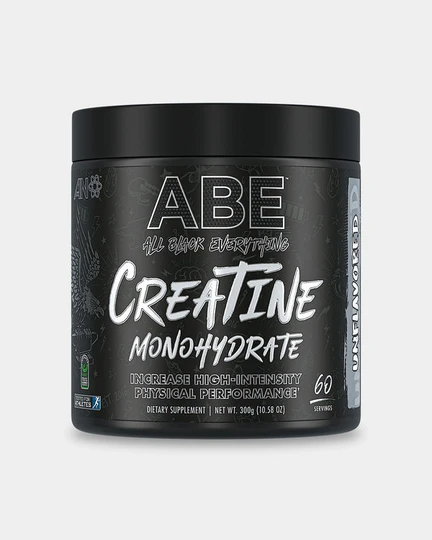 AN
ABE
ALL BLACK EVERYTHING
CREATINE
MONOHYDRATE
INCREASE HIGH-INTENSITY
PHYSICAL PERFORMANCE
DIETARY SUPPLEMENT | NET WT. 300g (10.58 OZ)
60
SERVINGS
UNFLAVORED